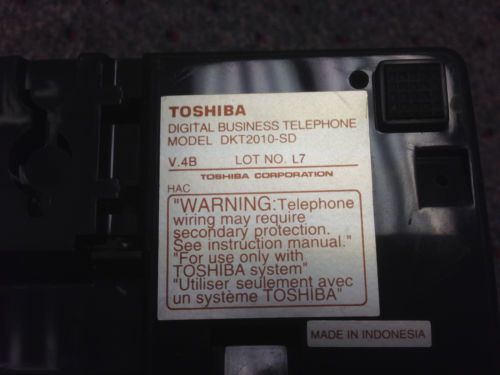 TOSHIBA
DIGITAL BUSINESS TELEPHONE
MODEL DKT2010-SD
V.4B LOT NO. L7
TOSHIBA CORPORATION
HAC
"WARNING:Telephone
wiring may require
secondary protection.
See instruction manual."
"For use only with
TOSHIBA system"
"Utiliser seulement avec
un système TOSHIBA"
MADE IN INDONESIA